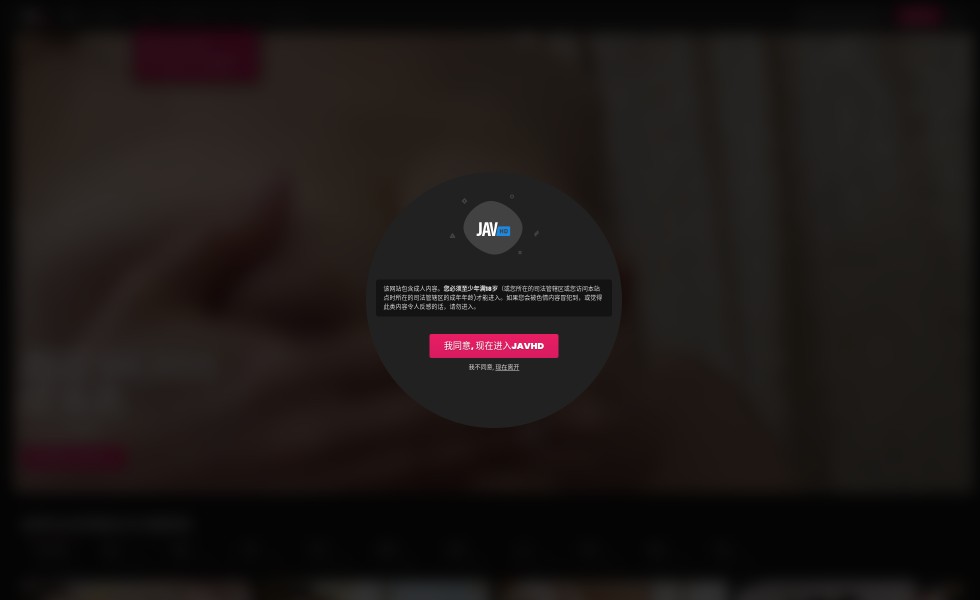 JAV HD
该网站包含成人内容。您必须至少年满18岁（或您所在的司法管辖区或您访问本站
点时所在的司法管辖区的成年年龄)才能进入。如果您会被色情内容冒犯到，或觉得
此类内容令人反感的话，请勿进入。
我同意, 现在进入JAVHD
我不同意, 现在离开